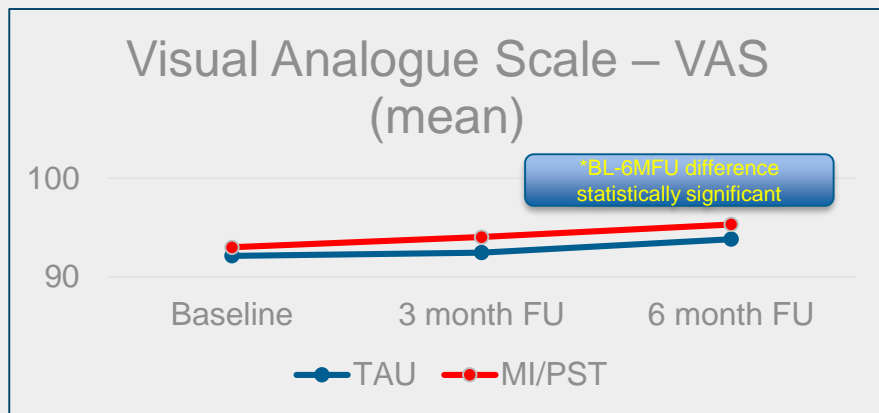 Visual Analogue Scale – VAS
(mean)
*BL-6MFU difference
statistically significant
100
90
Baseline
3 month FU
6 month FU
TAU
MI/PST